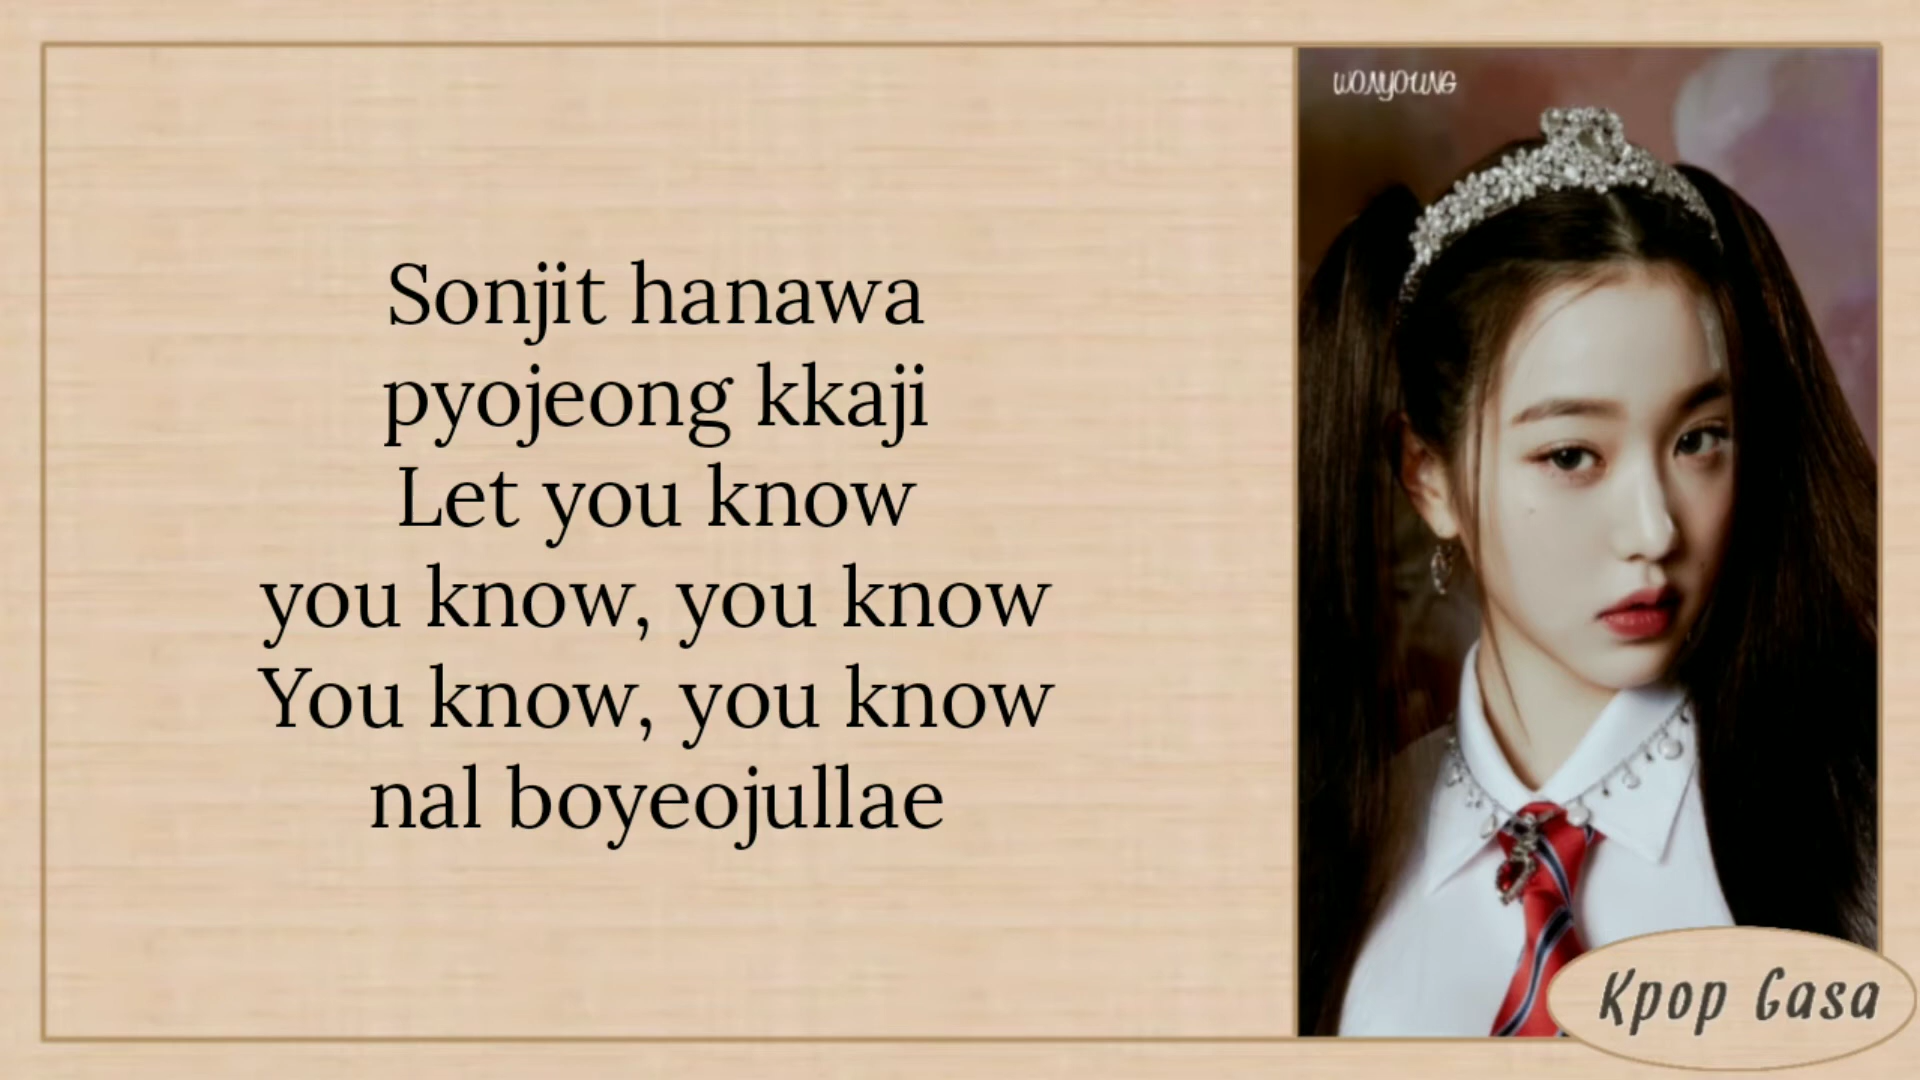 WONYOUNG
Sonjit hanawa
pyojeong kkaji
Let you know
you know, you know
You know, you know
nal boyeojullae
Kpop Gasa